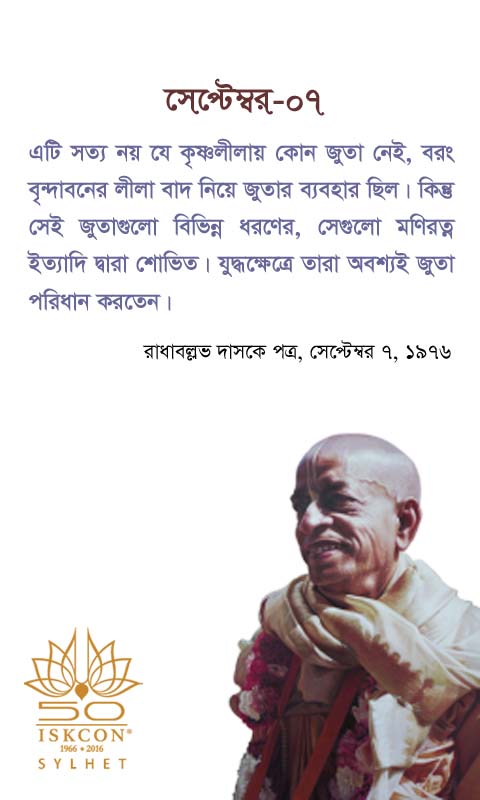 সেপ্টেম্বর-০৭
এটি সত্য নয় যে কৃষ্ণলীলায় কোন জুতা নেই, বরং
বৃন্দাবনের লীলা বাদ নিয়ে জুতার ব্যবহার ছিল। কিন্তু
সেই জুতাগুলো বিভিন্ন ধরণের, সেগুলো মণিরত্ন
ইত্যাদি দ্বারা শোভিত। যুদ্ধক্ষেত্রে তারা অবশ্যই জুতা
পরিধান করতেন।
রাধাবল্লভ দাসকে পত্র, সেপ্টেম্বর ৭, ১৯৭৬
50
ISKCON®
1966 • 2016
SYLHET